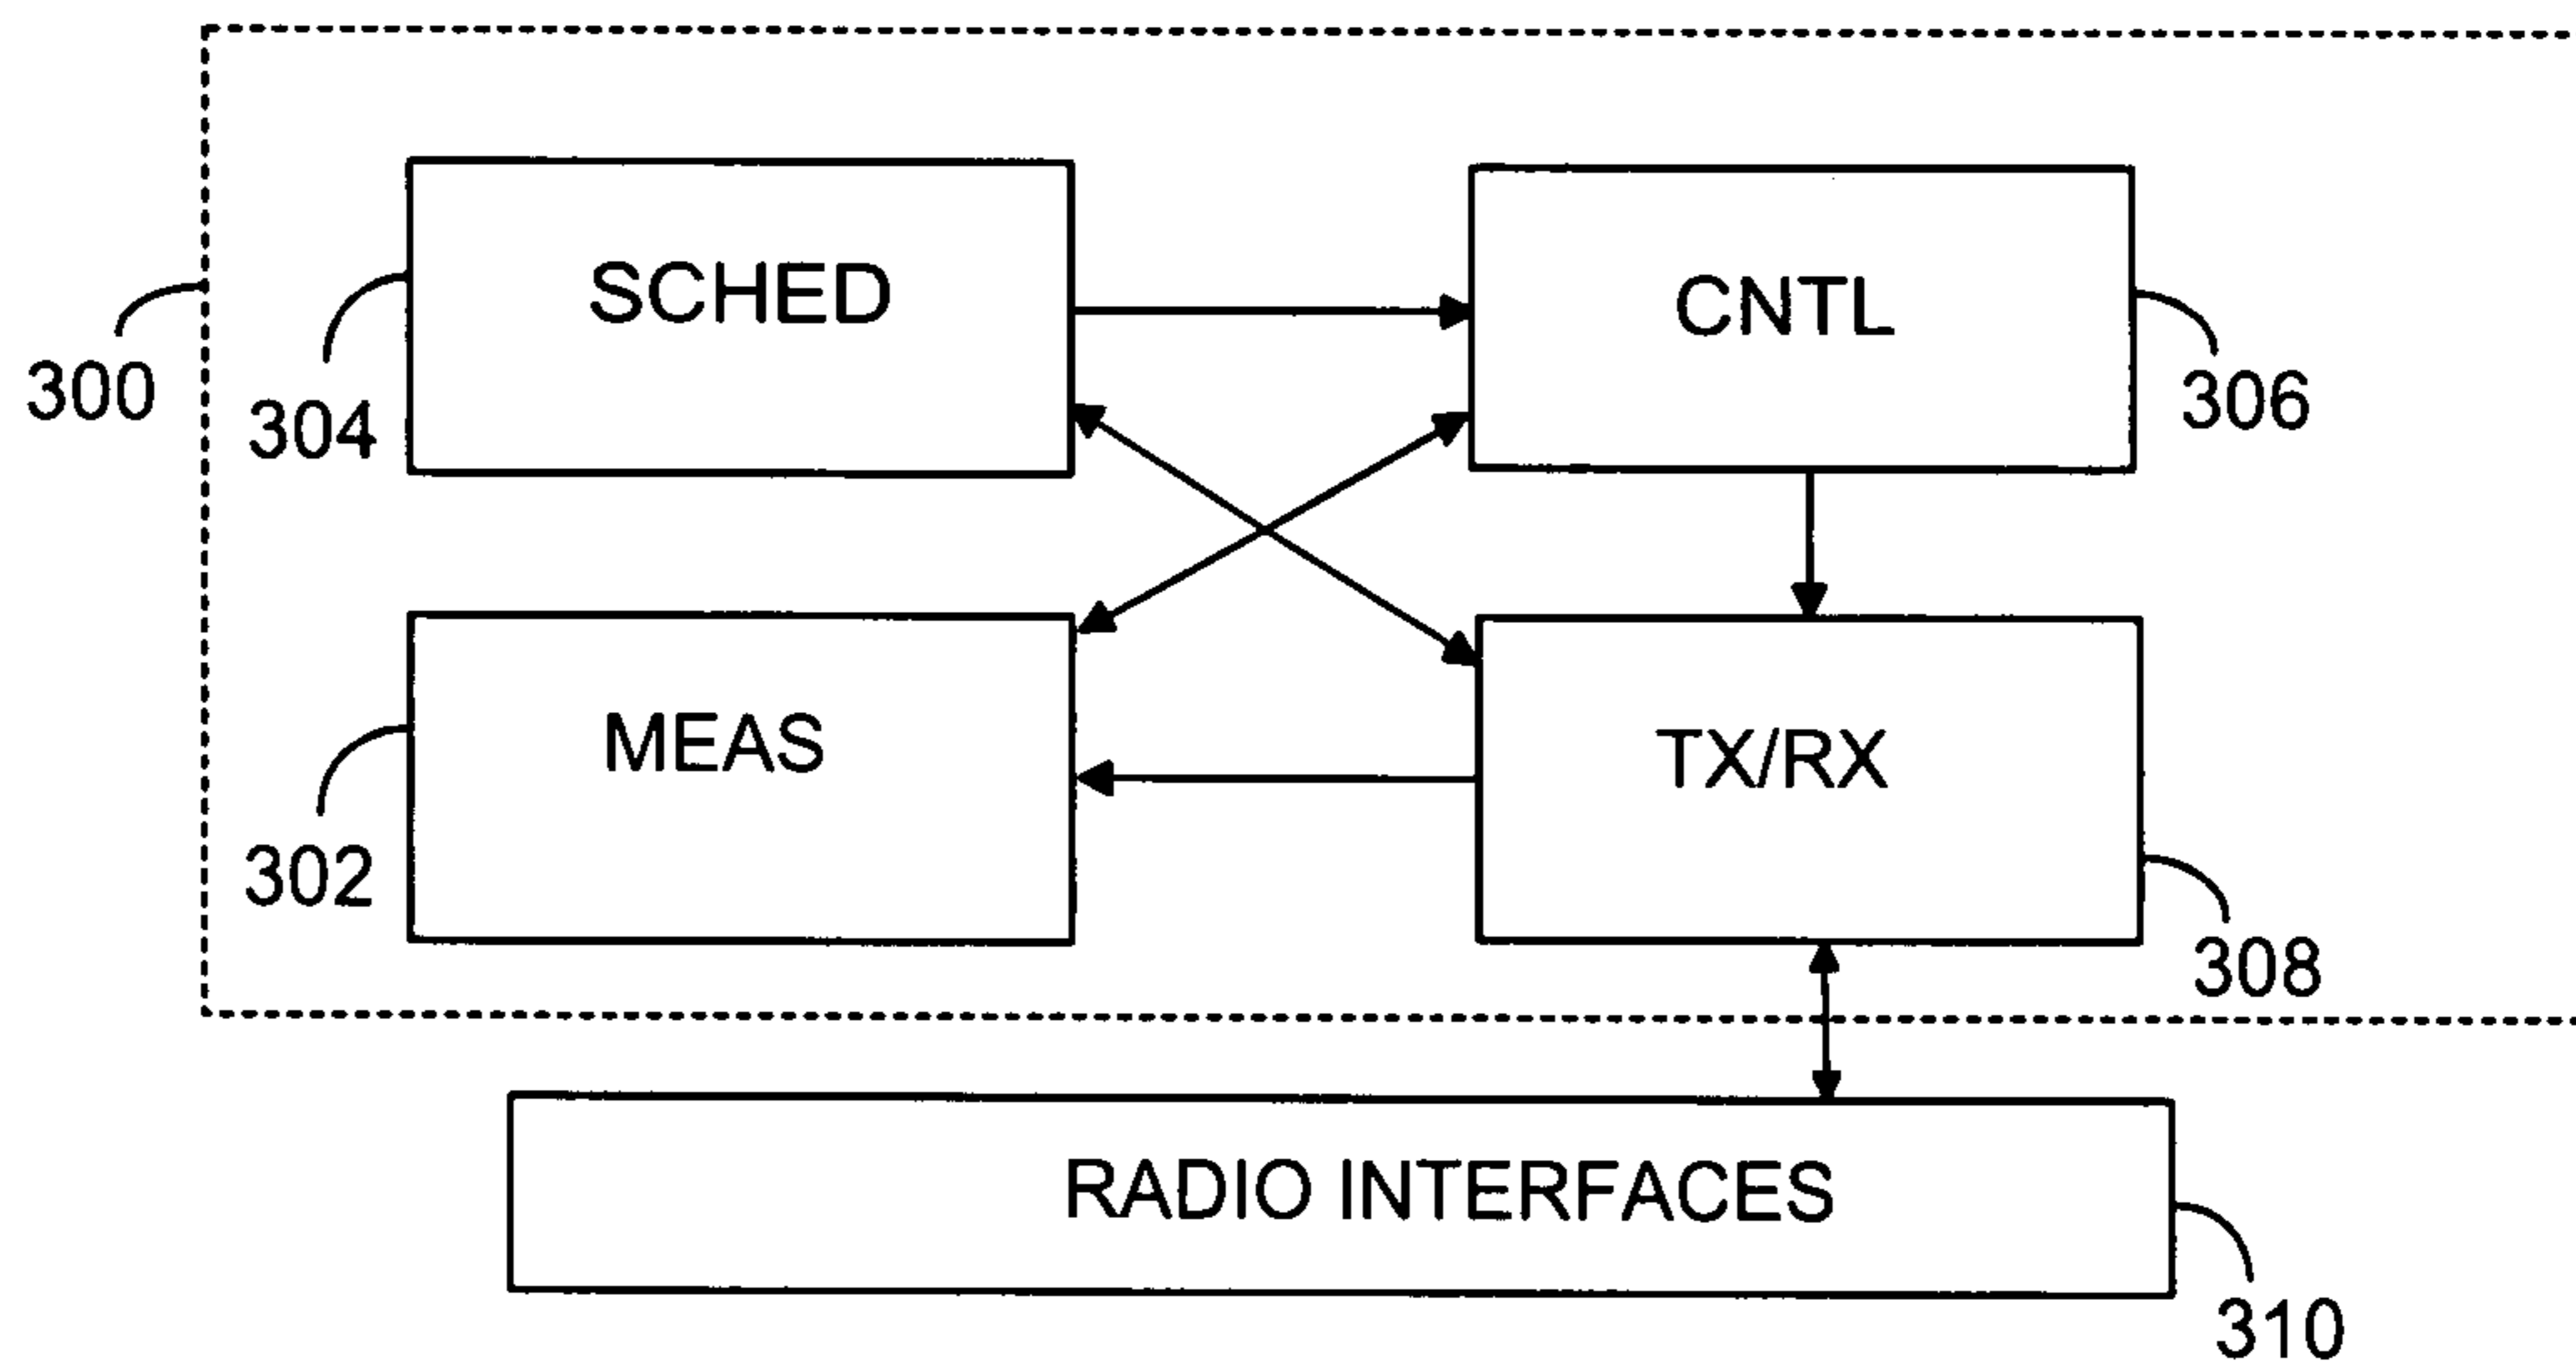 SCHED
CNTL
300
304
306
MEAS
TX/RX
302
308
RADIO INTERFACES
310